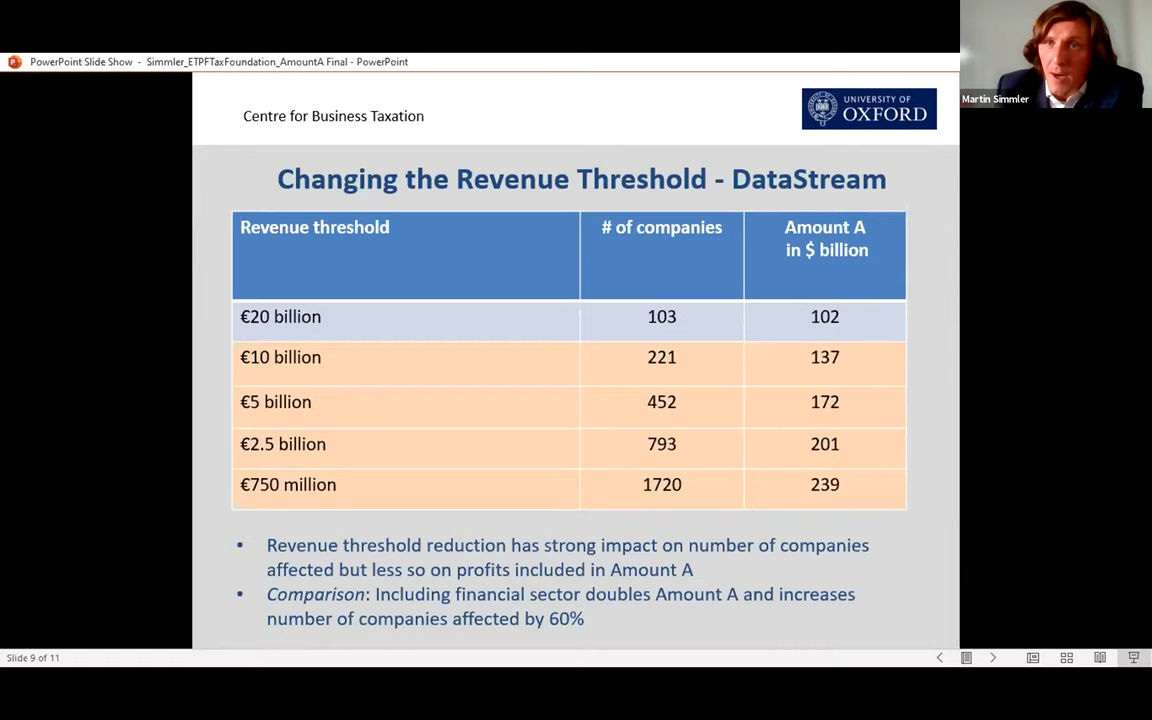 PowerPoint Slide Show - Simmler_ETPFTaxFoundation_AmountA Final - PowerPoint
Martin Simmler
Centre for Business Taxation
UNIVERSITY OF
OXFORD
Changing the Revenue Threshold - DataStream
Revenue threshold # of companies Amount A
in $ billion
€20 billion 103 102
€10 billion 221 137
€5 billion 452 172
€2.5 billion 793 201
€750 million 1720 239
• Revenue threshold reduction has strong impact on number of companies
affected but less so on profits included in Amount A
• Comparison: Including financial sector doubles Amount A and increases
number of companies affected by 60%
Slide 9 of 11